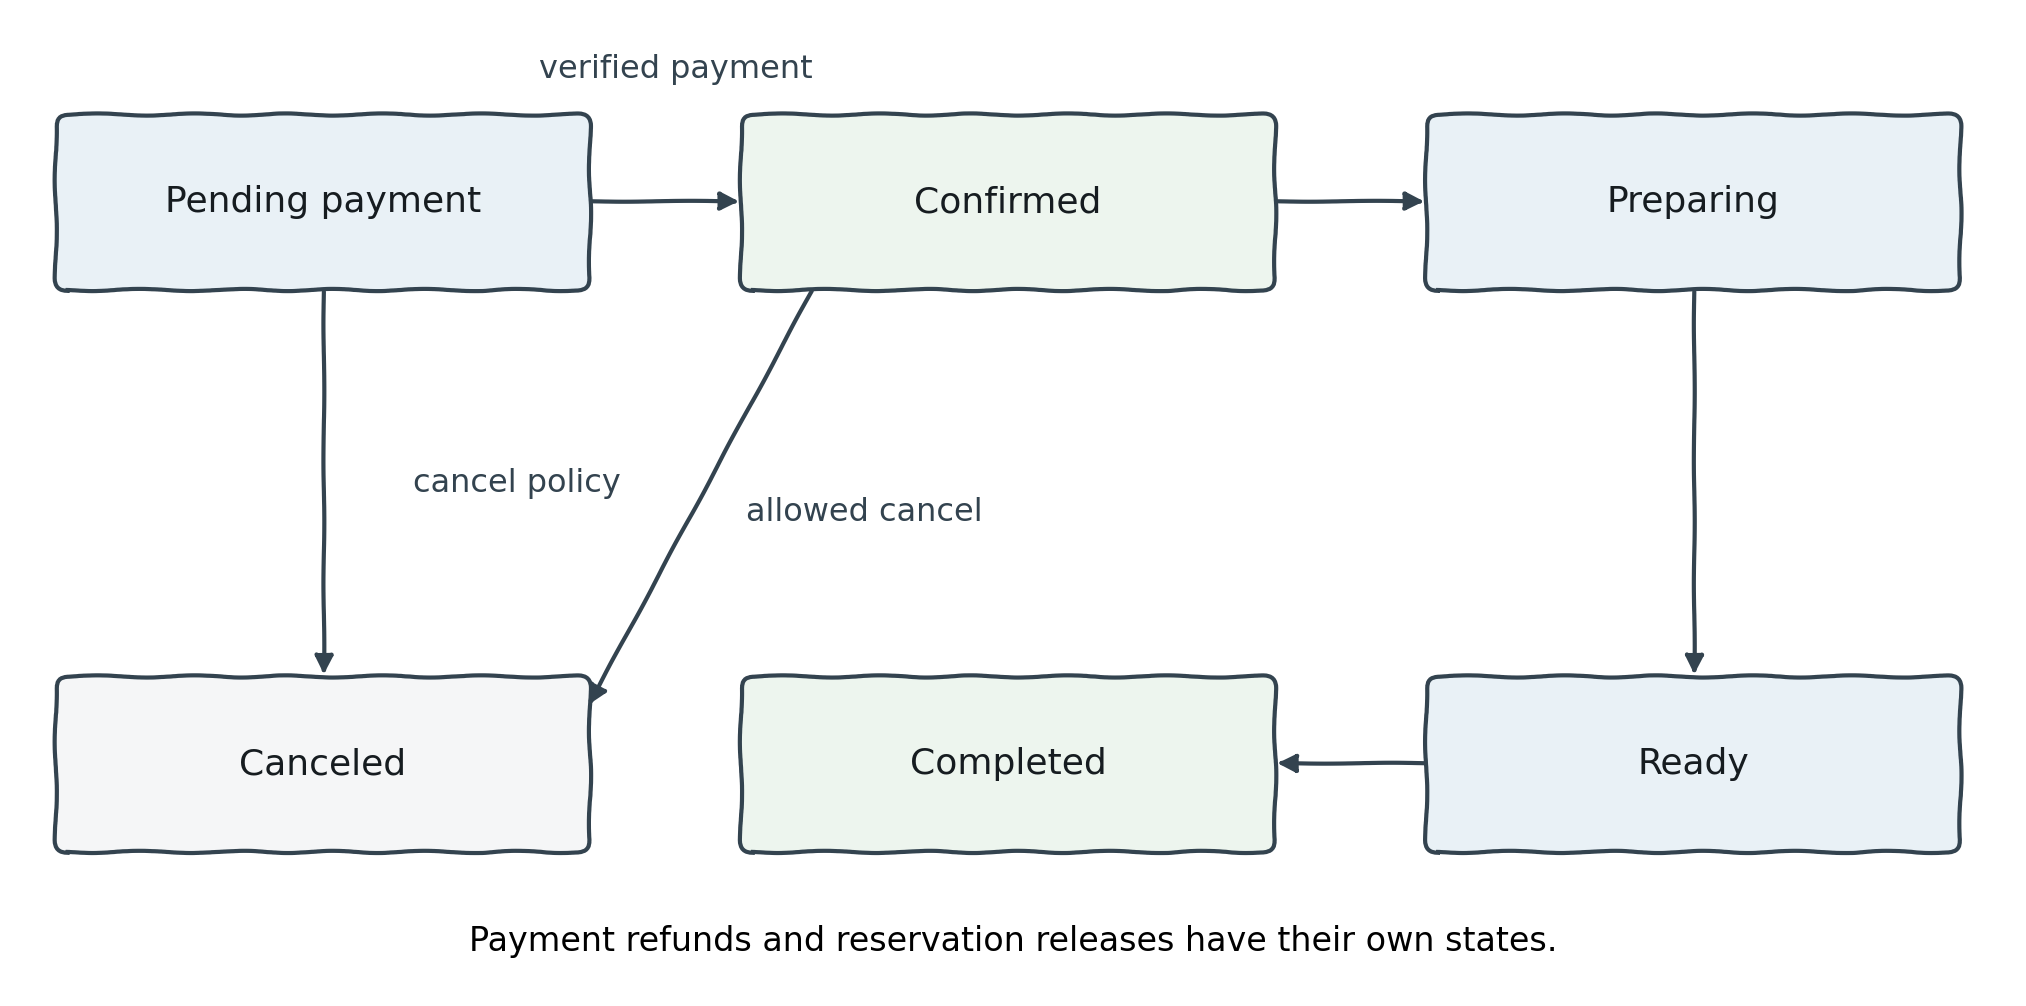 verified payment
Pending payment
Confirmed
Preparing
cancel policy
allowed cancel
Canceled
Completed
Ready
Payment refunds and reservation releases have their own states.